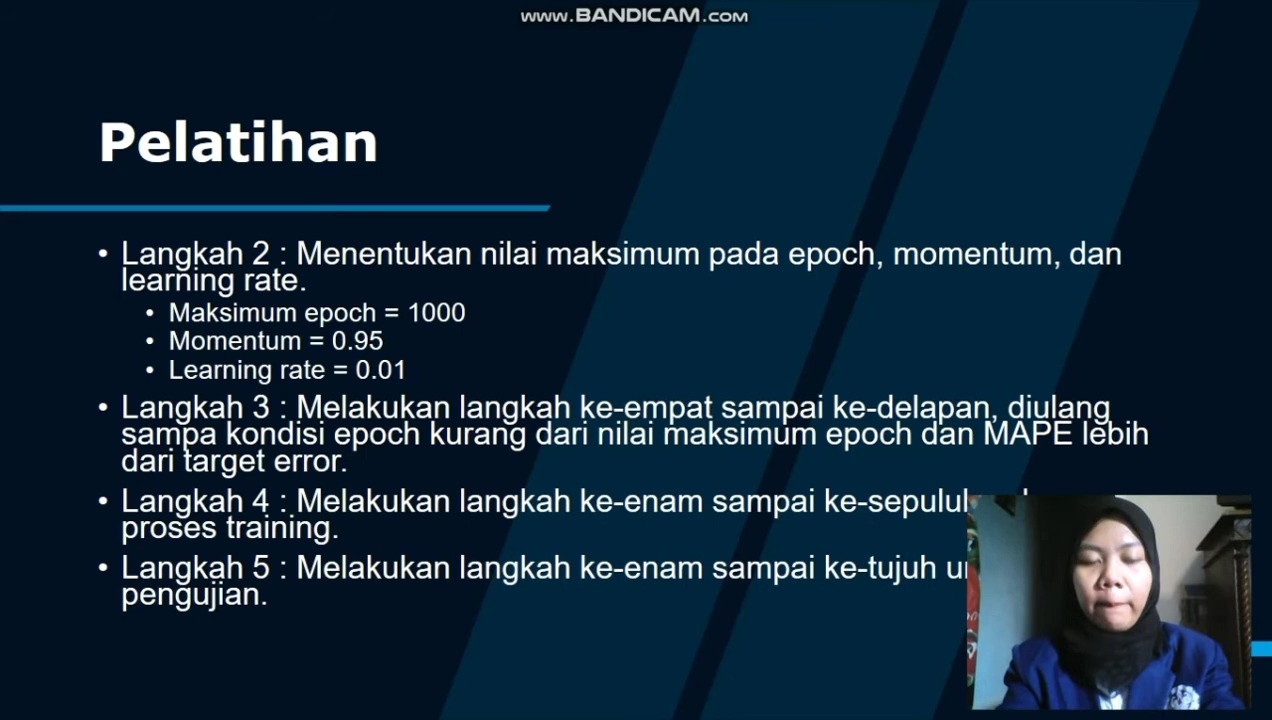 www.BANDICAM.com
Pelatihan
• Langkah 2 : Menentukan nilai maksimum pada epoch, momentum, dan
learning rate.
• Maksimum epoch = 1000
• Momentum = 0.95
• Learning rate = 0.01
• Langkah 3 : Melakukan langkah ke-empat sampai ke-delapan, diulang
sampa kondisi epoch kurang dari nilai maksimum epoch dan MAPE lebih
dari target error.
• Langkah 4 : Melakukan langkah ke-enam sampai ke-sepuluh
proses training.
• Langkah 5 : Melakukan langkah ke-enam sampai ke-tujuh
pengujian.